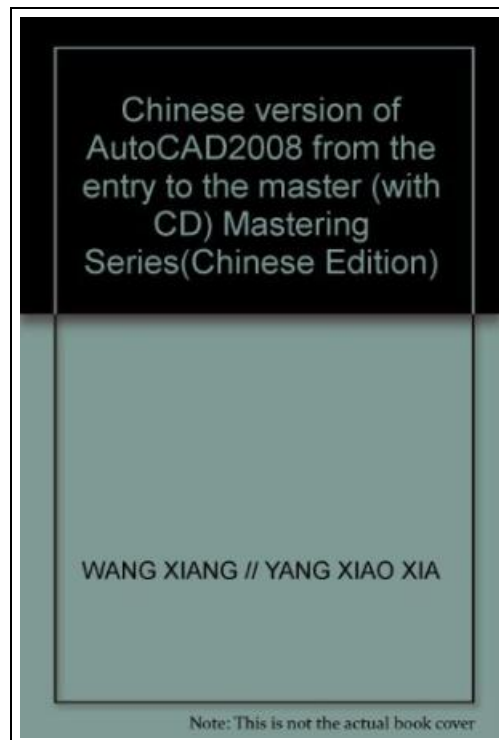 Chinese version of
AutoCAD2008 from the
entry to the master (with
CD) Mastering
Series(Chinese Edition)
WANG XIANG // YANG XIAO XIA
Note: This is not the actual book cover